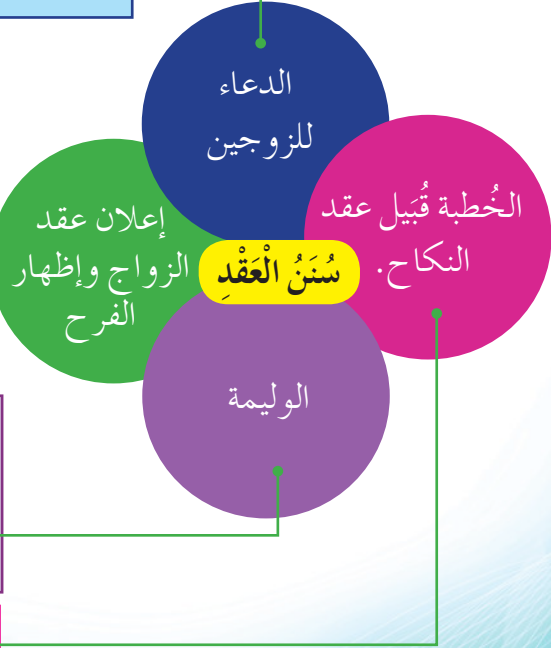 الدعاء
للزوجين
الخُطبة قُبَيل عقد
النكاح.
سُنَنُ الْعَقْدِ
إعلان عقد
الزواج وإظهار
الفرح
الوليمة